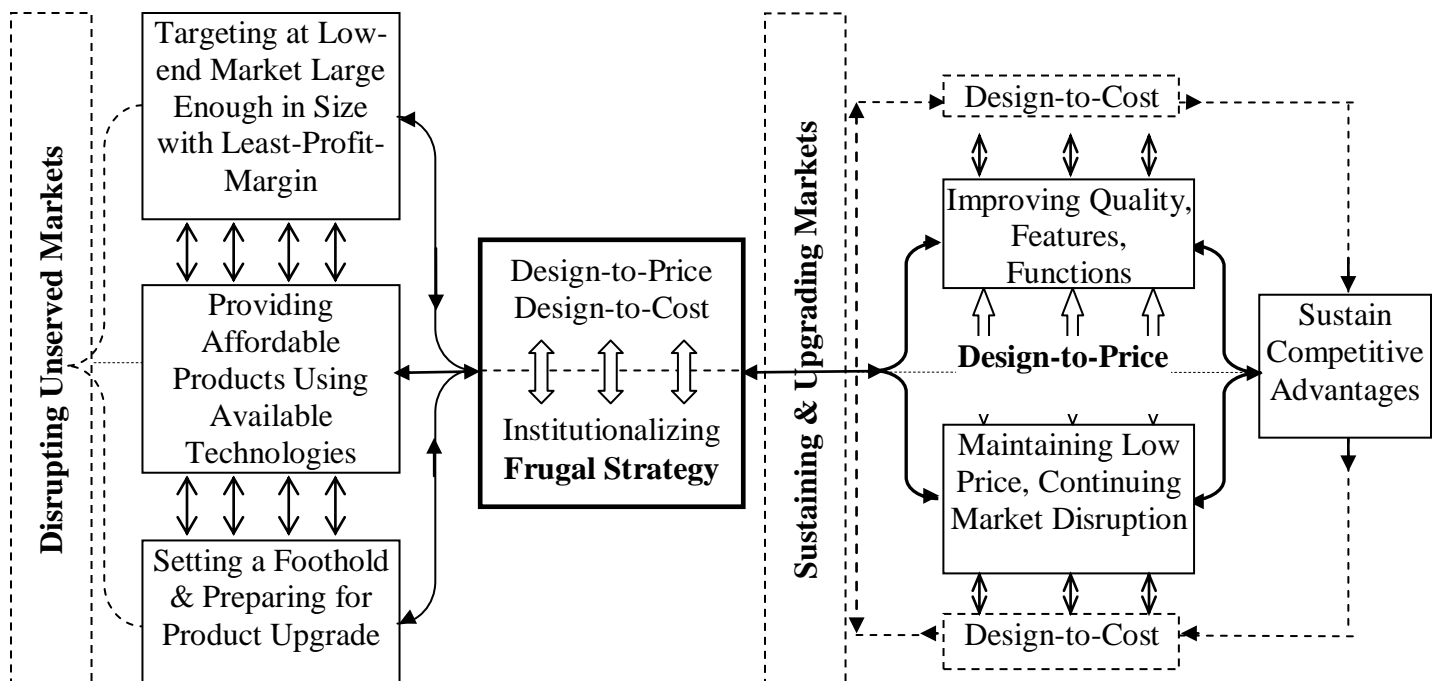 Disrupting Unserved Markets
Targeting at Low-
end Market Large
Enough in Size
with Least-Profit-
Margin
Providing
Affordable
Products Using
Available
Technologies
Setting a Foothold
& Preparing for
Product Upgrade
Design-to-Price
Design-to-Cost
Institutionalizing
Frugal Strategy
Sustaining & Upgrading Markets
Design-to-Cost
Improving Quality,
Features,
Functions
Design-to-Price
Maintaining Low
Price, Continuing
Market Disruption
Design-to-Cost
Sustain
Competitive
Advantages